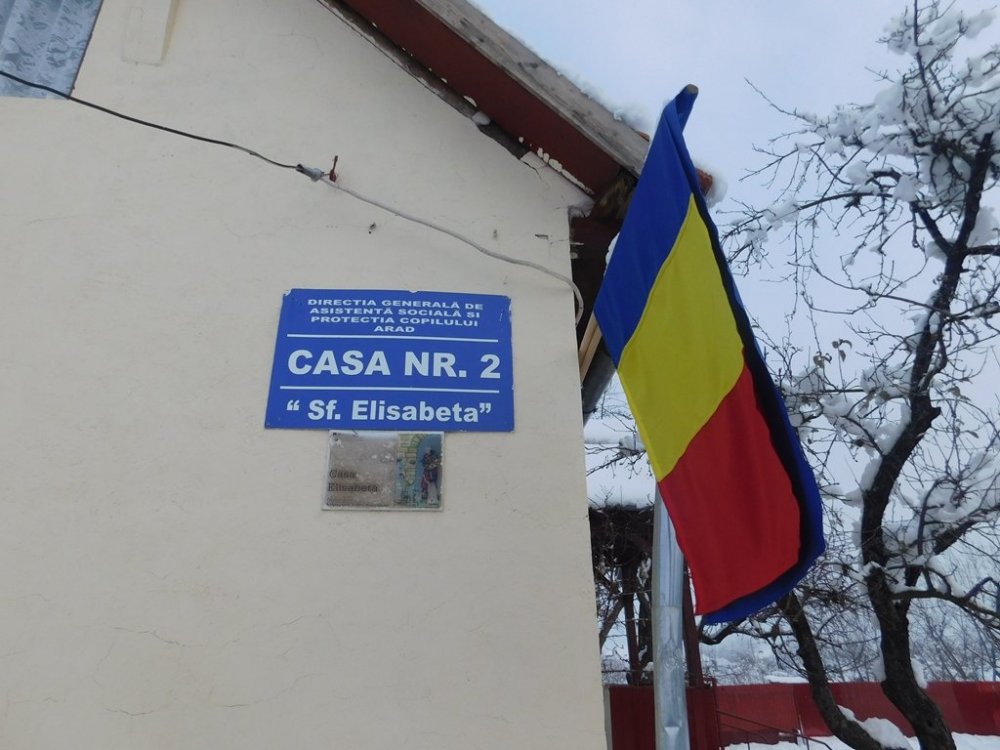 DIRECTIA GENERALĂ DE
ASISTENTĂ SOCIALĂ SI
PROTECTIA COPILULUI
ARAD
CASA NR. 2
“ Sf. Elisabeta”
Casa
Elisabeta